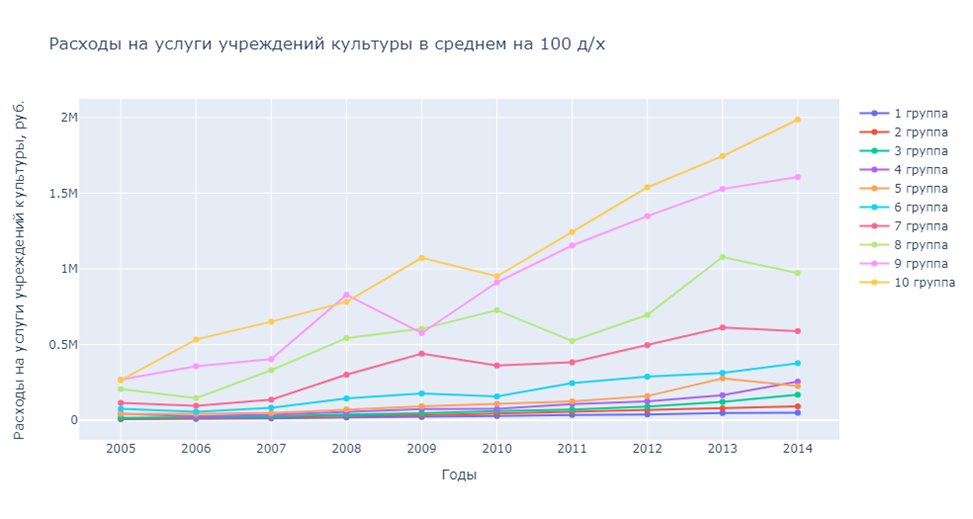 Расходы на услуги учреждений культуры в среднем на 100 д/х
Расходы на услуги учреждений культуры, руб.
2M
1.5M
1M
0.5M
0
2005 2006 2007 2008 2009 2010 2011 2012 2013 2014
Годы
1 группа
2 группа
3 группа
4 группа
5 группа
6 группа
7 группа
8 группа
9 группа
10 группа